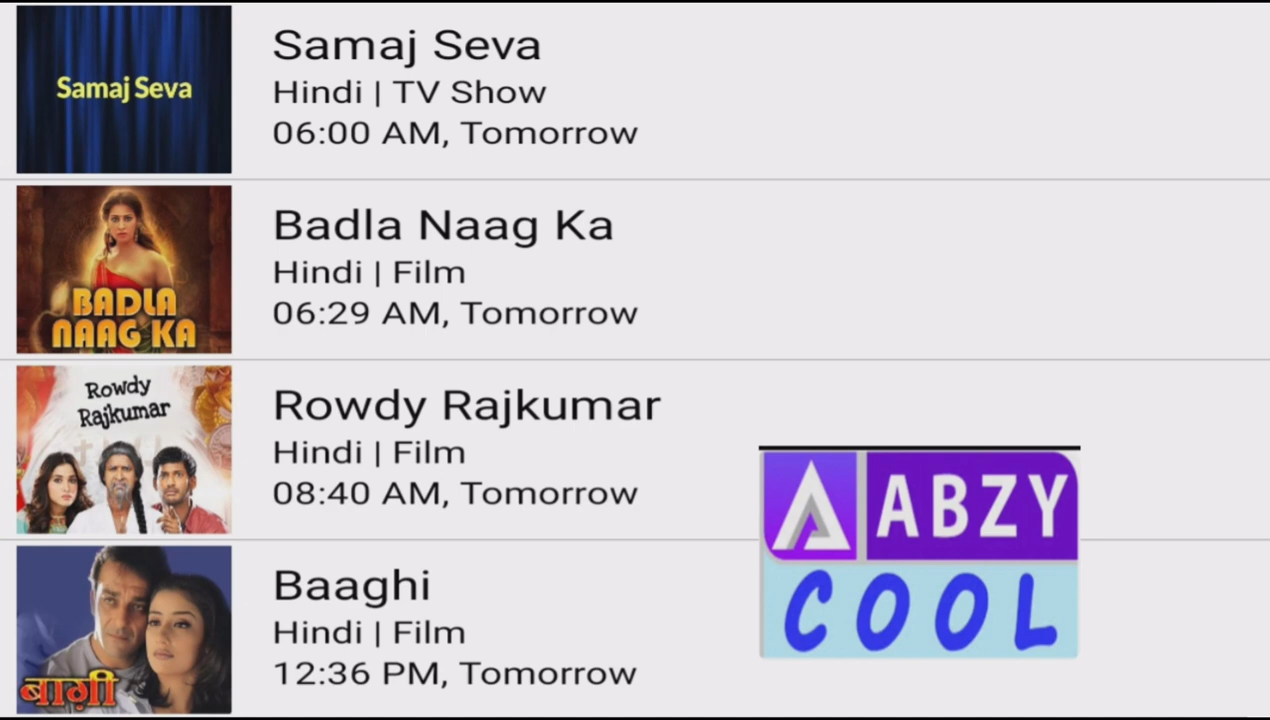 Samaj Seva
Samaj Seva
Hindi | TV Show
06:00 AM, Tomorrow
BADLA
NAAG KA
Badla Naag Ka
Hindi | Film
06:29 AM, Tomorrow
Rowdy
Rajkumar
Rowdy Rajkumar
Hindi | Film
08:40 AM, Tomorrow
बाग़ी
Baaghi
Hindi | Film
12:36 PM, Tomorrow
ABZY
COOL